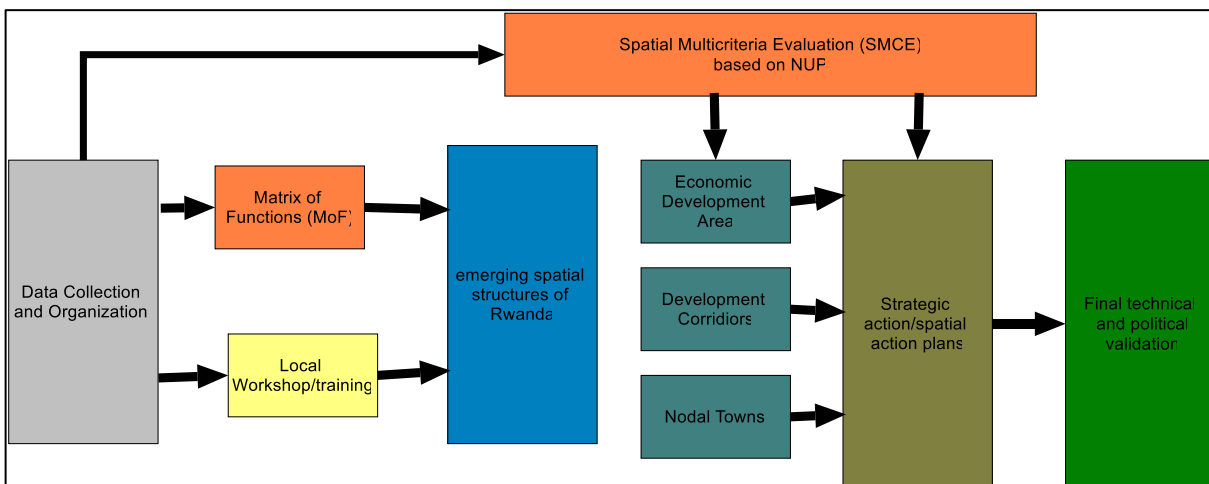 Spatial Multicriteria Evaluation (SMCE)
based on NUP
Data Collection
and Organization
Matrix of
Functions (MoF)
Local
Workshop/training
emerging spatial
structures of
Rwanda
Economic
Development
Area
Development
Corridiors
Nodal Towns
Strategic
action/spatial
action plans
Final technical
and political
validation